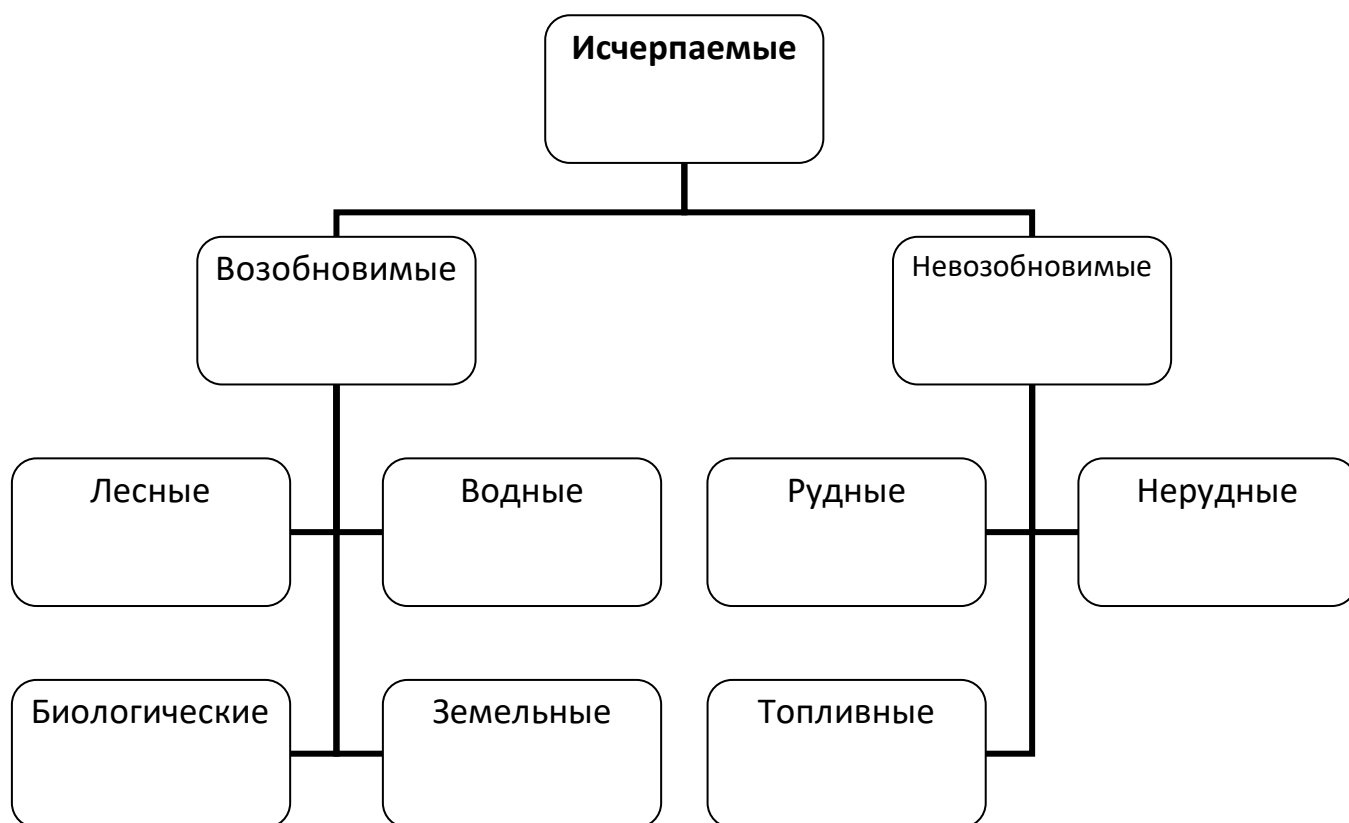 Исчерпаемые
Возобновимые
Невозобновимые
Лесные
Водные
Рудные
Нерудные
Биологические
Земельные
Топливные